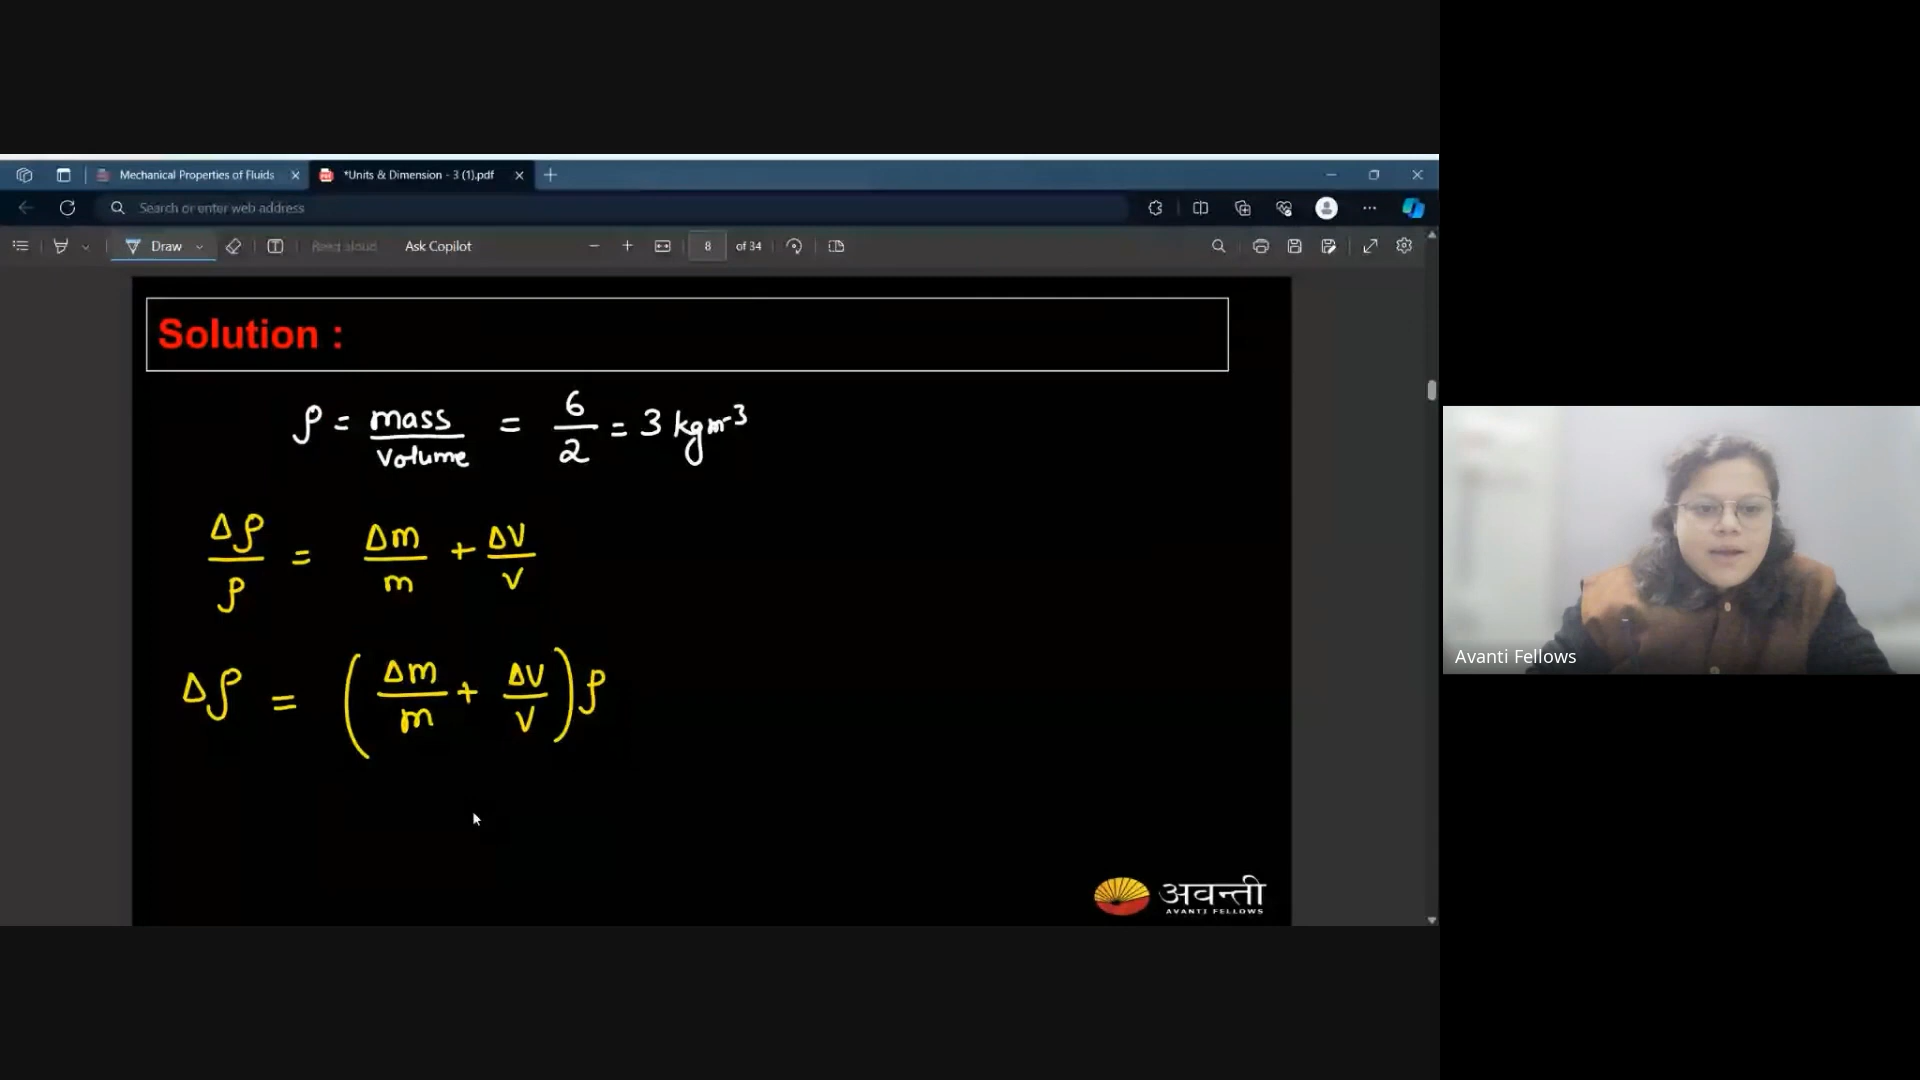 Mechanical Properties of Fluids
*Units & Dimension - 3 (1).pdf
Search or enter web address
Draw
Read aloud
Ask Copilot
8 of 34
Solution :
ρ = mass/volume = 6/2 = 3 kgm⁻³
Δρ/ρ = Δm/m + ΔV/V
Δρ = (Δm/m + ΔV/V)ρ
Avanti Fellows
अवन्ती
AVANTI FELLOWS